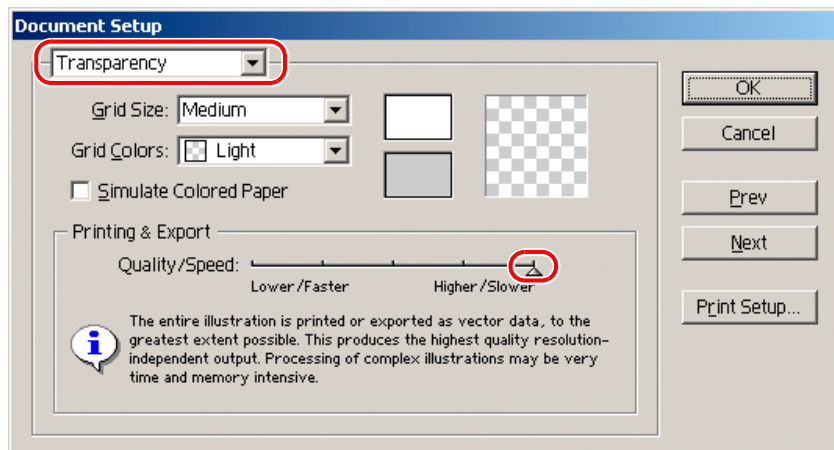 Document Setup
Transparency
Grid Size: Medium
Grid Colors: Light
Simulate Colored Paper
Printing & Export
Quality/Speed:
Lower/Faster Higher/Slower
The entire illustration is printed or exported as vector data, to the
greatest extent possible. This produces the highest quality resolution-
independent output. Processing of complex illustrations may be very
time and memory intensive.
OK
Cancel
Prev
Next
Print Setup...